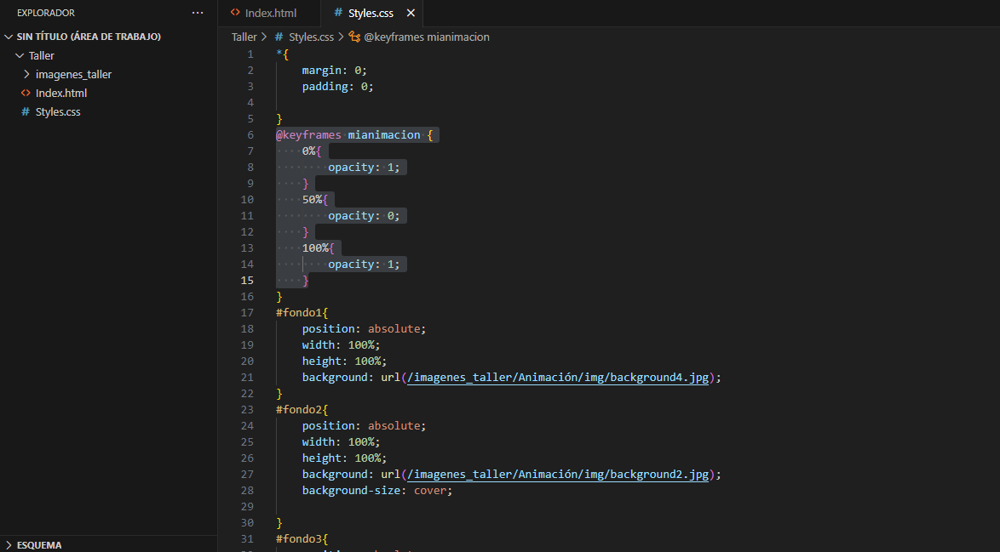 EXPLORADOR
···
SIN TÍTULO (ÁREA DE TRABAJO)
Taller
imagenes_taller
<> Index.html
# Styles.css
ESQUEMA
<> Index.html
# Styles.css ×
Taller > # Styles.css > @keyframes mianimacion
1 *{
2 margin: 0;
3 padding: 0;
4
5 }
6 @keyframes mianimacion {
7 0%{
8 opacity: 1;
9 }
10 50%{
11 opacity: 0;
12 }
13 100%{
14 opacity: 1;
15 }
16 }
17 #fondo1{
18 position: absolute;
19 width: 100%;
20 height: 100%;
21 background: url(/imagenes_taller/Animación/img/background4.jpg);
22 }
23 #fondo2{
24 position: absolute;
25 width: 100%;
26 height: 100%;
27 background: url(/imagenes_taller/Animación/img/background2.jpg);
28 background-size: cover;
29
30 }
31 #fondo3{